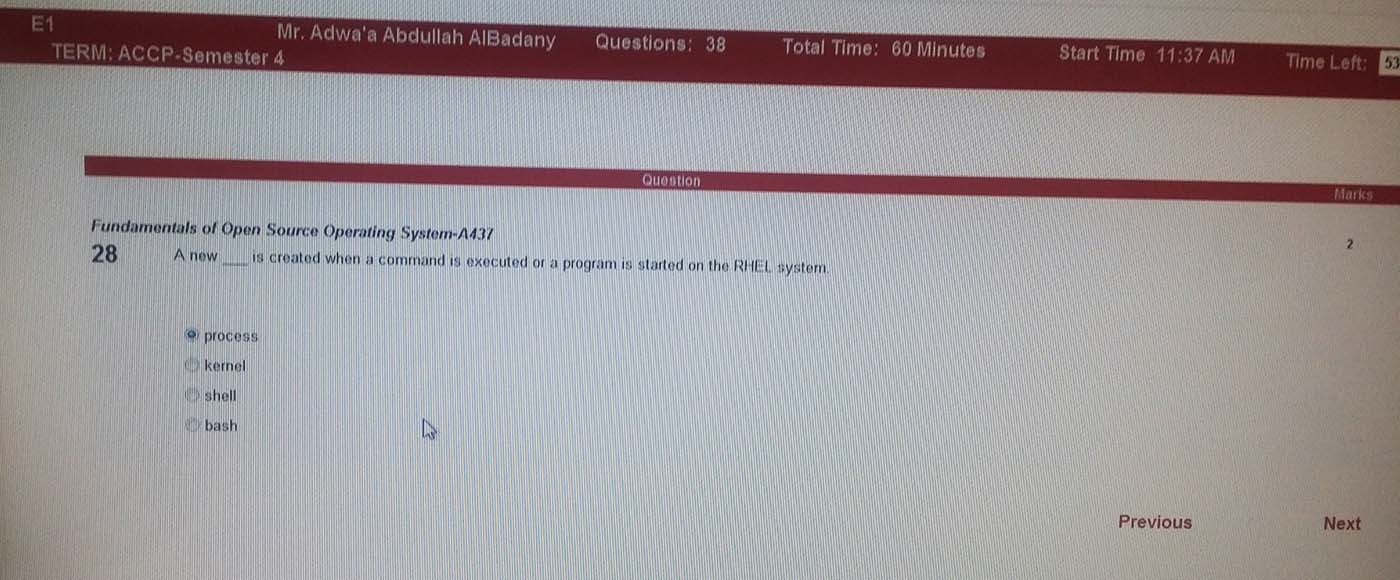 E1
Mr. Adwa'a Abdullah AlBadany Questions: 38 Total Time: 60 Minutes Start Time 11:37 AM Time Left: 53
TERM: ACCP-Semester 4
Question Marks
Fundamentals of Open Source Operating System-A437 2
28 A new ___ is created when a command is executed or a program is started on the RHEL system.
process
kernel
shell
bash
Previous Next